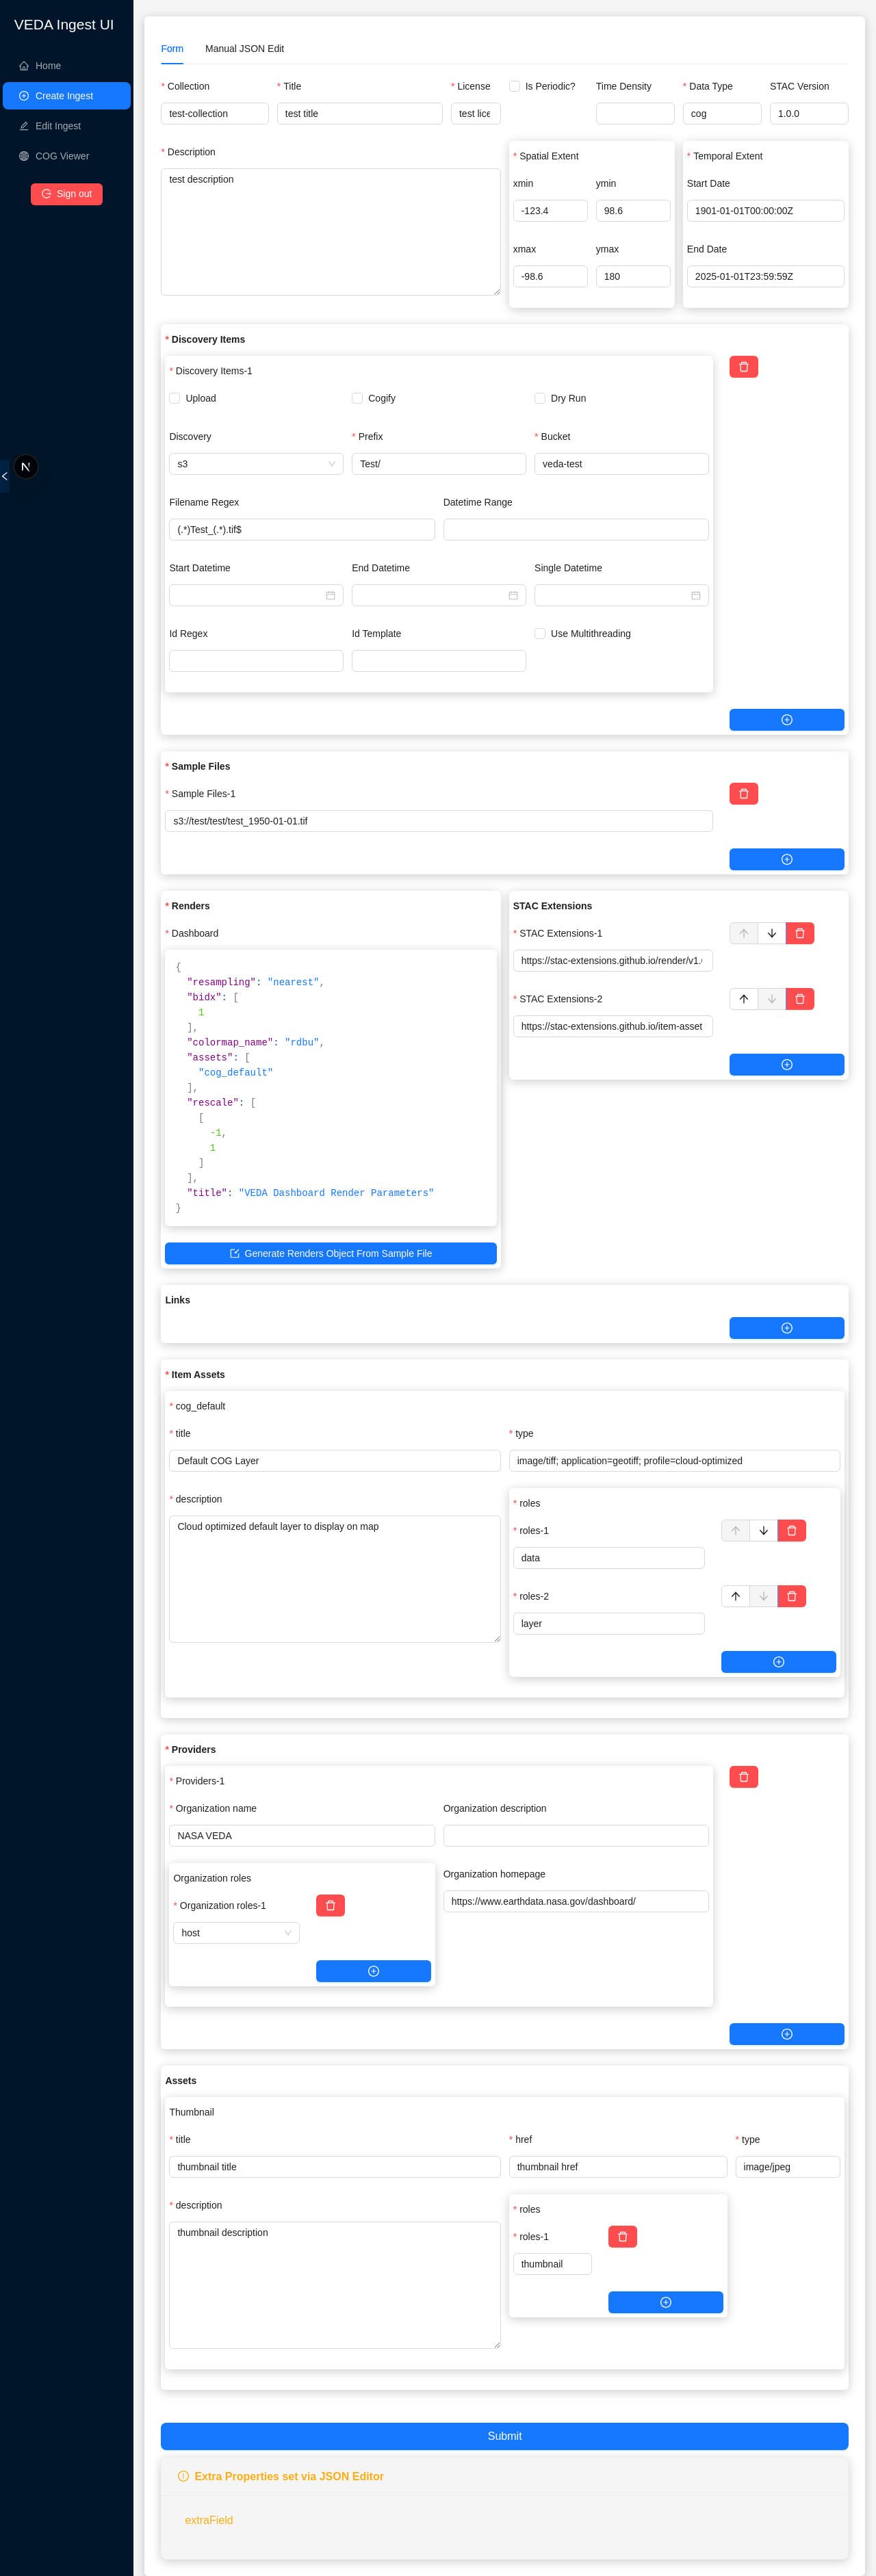 VEDA Ingest UI
Home
Create Ingest
Edit Ingest
COG Viewer
Sign out
Form Manual JSON Edit
* Collection * Title * License Is Periodic? Time Density * Data Type STAC Version
test-collection test title test lice cog 1.0.0
* Description * Spatial Extent * Temporal Extent
test description
xmin ymin Start Date
-123.4 98.6 1901-01-01T00:00:00Z
xmax ymax End Date
-98.6 180 2025-01-01T23:59:59Z
* Discovery Items
* Discovery Items-1
Upload Cogify Dry Run
Discovery * Prefix * Bucket
s3 Test/ veda-test
Filename Regex Datetime Range
(.*)Test_(.*).tif$
Start Datetime End Datetime Single Datetime
Id Regex Id Template Use Multithreading
* Sample Files
* Sample Files-1
s3://test/test/test_1950-01-01.tif
* Renders
* Dashboard
{
"resampling": "nearest",
"bidx": [
1
],
"colormap_name": "rdbu",
"assets": [
"cog_default"
],
"rescale": [
[
-1,
1
]
],
"title": "VEDA Dashboard Render Parameters"
}
Generate Renders Object From Sample File
STAC Extensions
* STAC Extensions-1
https://stac-extensions.github.io/render/v1.
* STAC Extensions-2
https://stac-extensions.github.io/item-asset
Links
* Item Assets
* cog_default
* title * type
Default COG Layer image/tiff; application=geotiff; profile=cloud-optimized
* description * roles
Cloud optimized default layer to display on map
* roles-1
data
* roles-2
layer
* Providers
* Providers-1
* Organization name Organization description
NASA VEDA
Organization roles Organization homepage
* Organization roles-1 https://www.earthdata.nasa.gov/dashboard/
host
Assets
Thumbnail
* title * href * type
thumbnail title thumbnail href image/jpeg
* description * roles
thumbnail description
* roles-1
thumbnail
Submit
Extra Properties set via JSON Editor
extraField